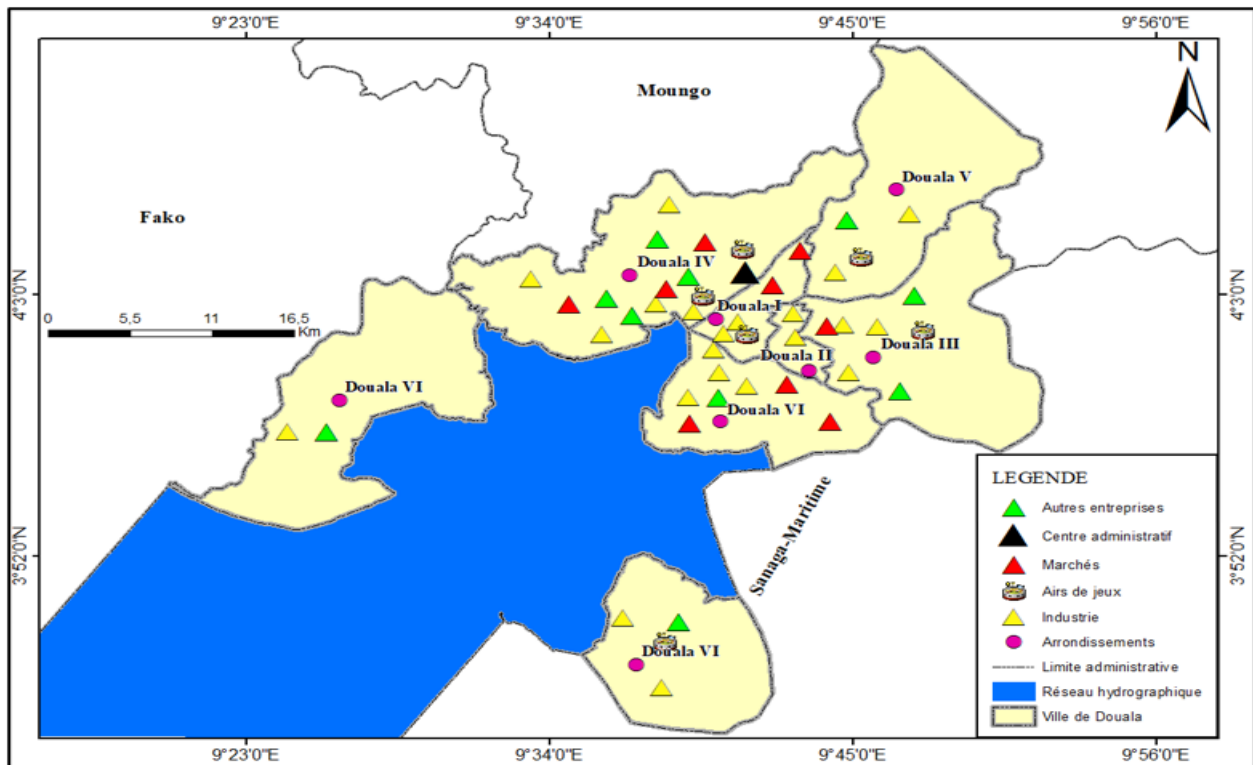 9°23'0"E 9°34'0"E 9°45'0"E 9°56'0"E
N
Moungo
Douala V
Fako
Douala IV
4°3'0"N
4°3'0"N
0 5,5 11 16,5
Km
Douala I
Douala III
Douala II
Douala VI
Douala VI
Sanaga-Maritime
3°52'0"N
3°52'0"N
Douala VI
LEGENDE
Autres entreprises
Centre administratif
Marchés
Airs de jeux
Industrie
Arrondissements
Limite administrative
Réseau hydrographique
Ville de Douala
9°23'0"E 9°34'0"E 9°45'0"E 9°56'0"E